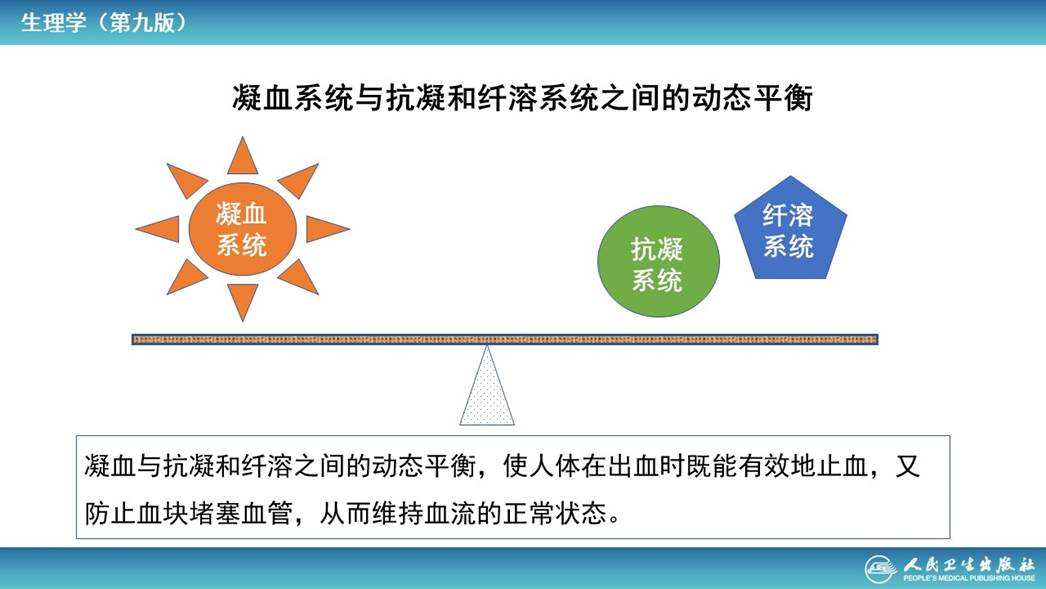 生理学（第九版）
凝血系统与抗凝和纤溶系统之间的动态平衡
凝血
系统
抗凝
系统
纤溶
系统
凝血与抗凝和纤溶之间的动态平衡，使人体在出血时既能有效地止血，又
防止血块堵塞血管，从而维持血流的正常状态。
人民卫生出版社
PEOPLE'S MEDICAL PUBLISHING HOUSE